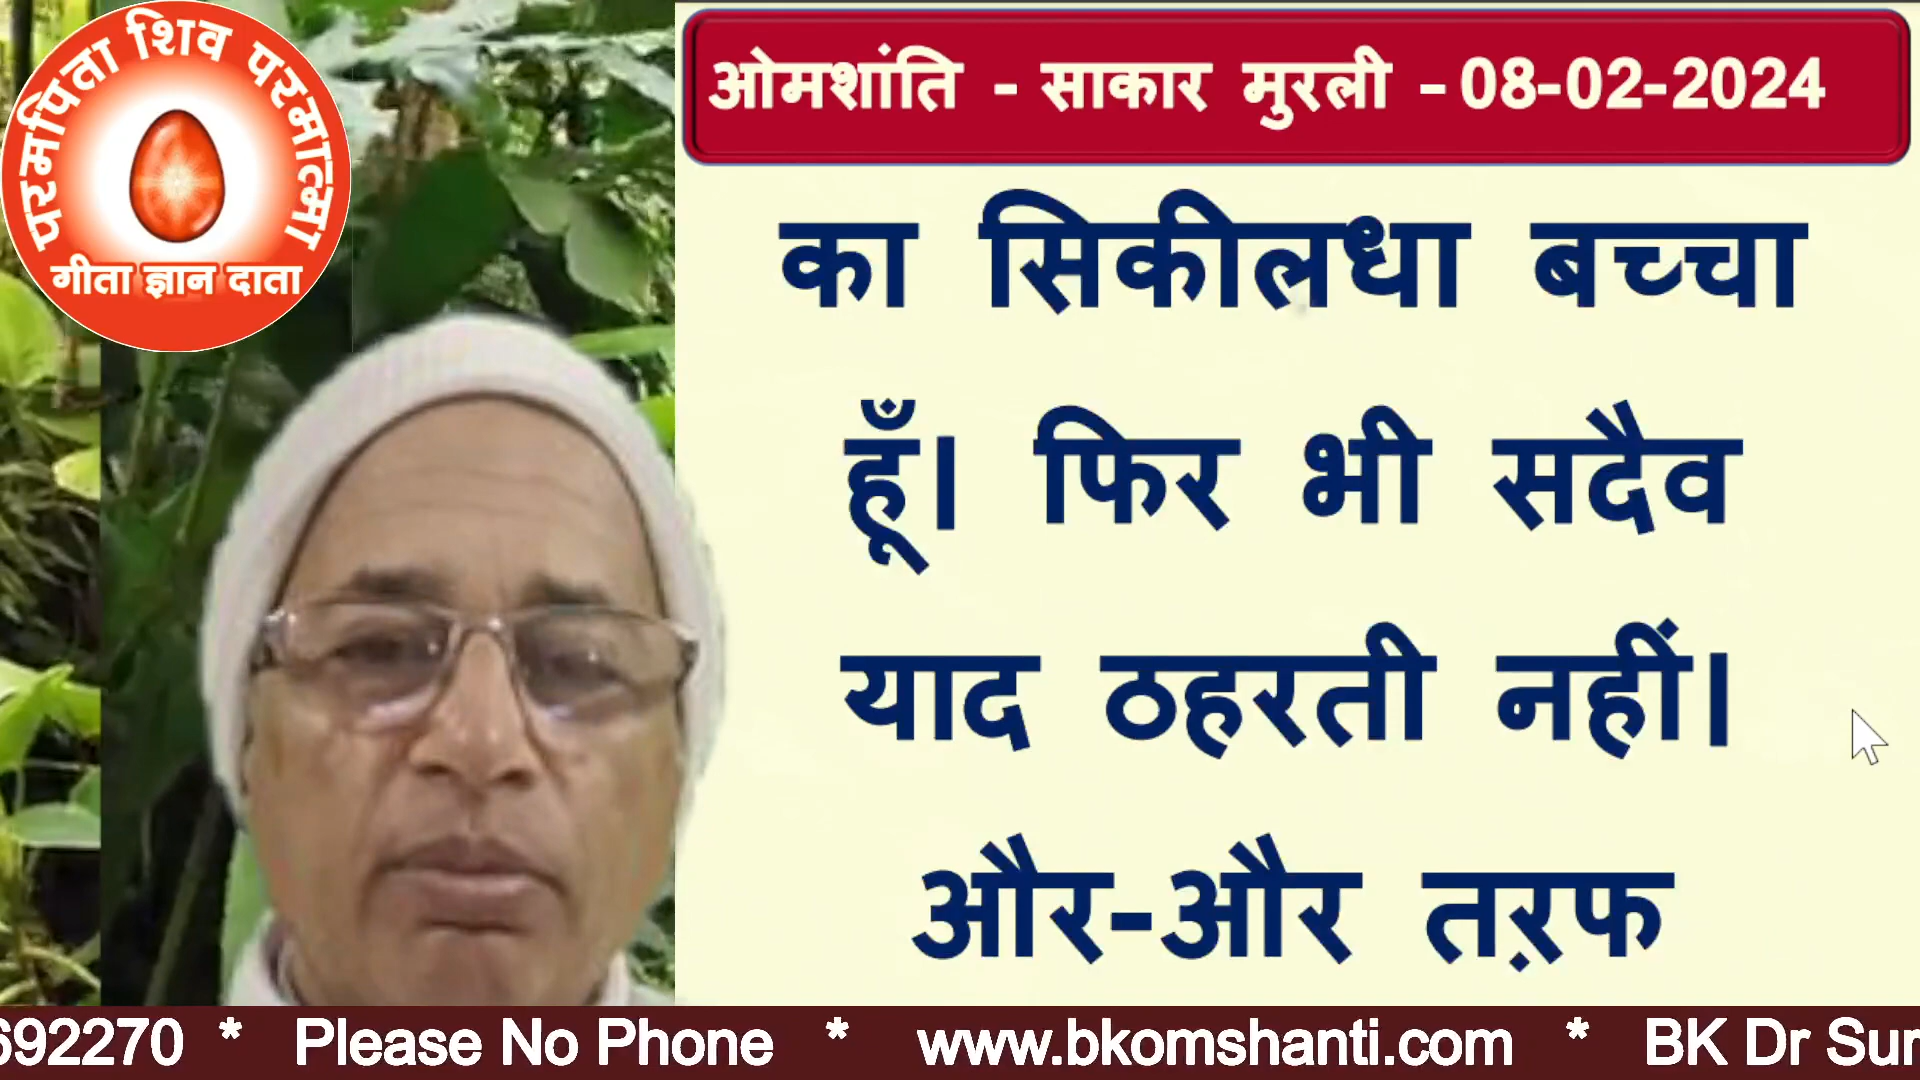 परमपिता शिव परमात्मा
गीता ज्ञान दाता
ओमशांति - साकार मुरली - 08-02-2024
का सिकीलधा बच्चा
हूँ। फिर भी सदैव
याद ठहरती नहीं।
और-और तऱफ
692270 * Please No Phone * www.bkomshanti.com * BK Dr Sur